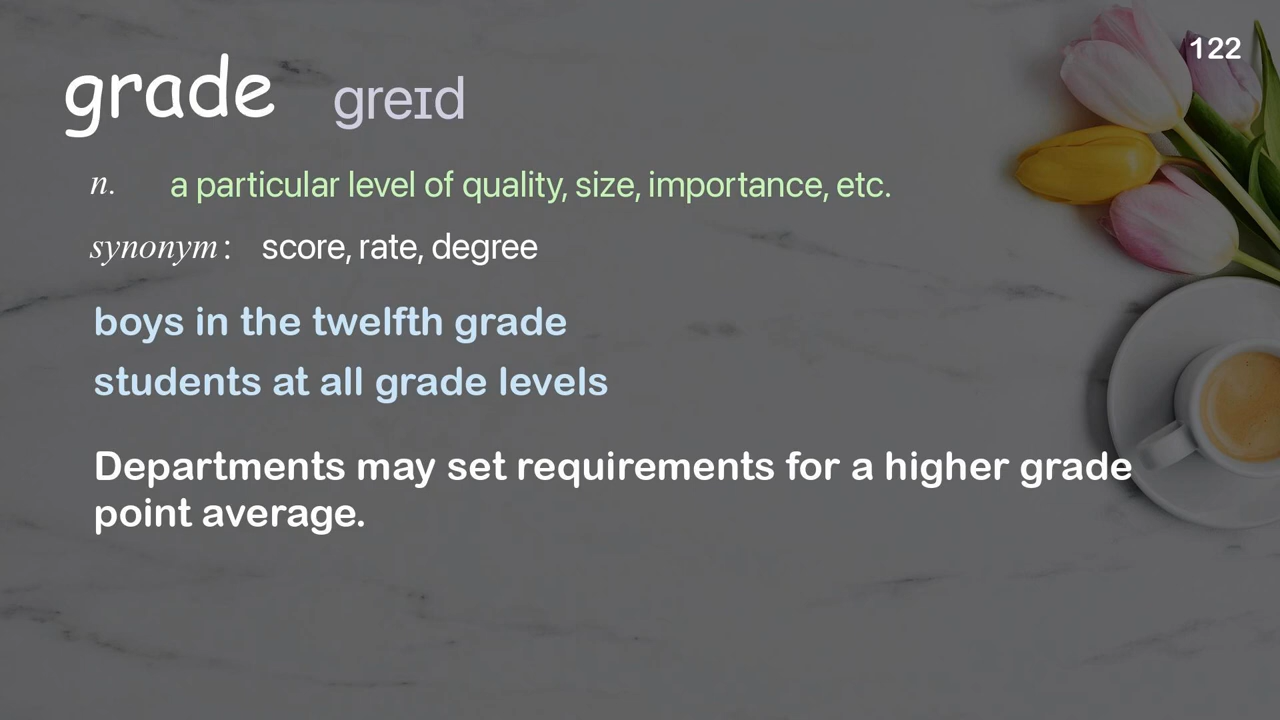 122
grade greɪd
n. a particular level of quality, size, importance, etc.
synonym: score, rate, degree
boys in the twelfth grade
students at all grade levels
Departments may set requirements for a higher grade
point average.